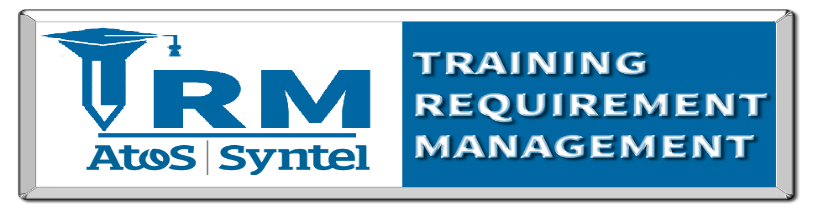 TRM
Atos | Syntel
TRAINING
REQUIREMENT
MANAGEMENT